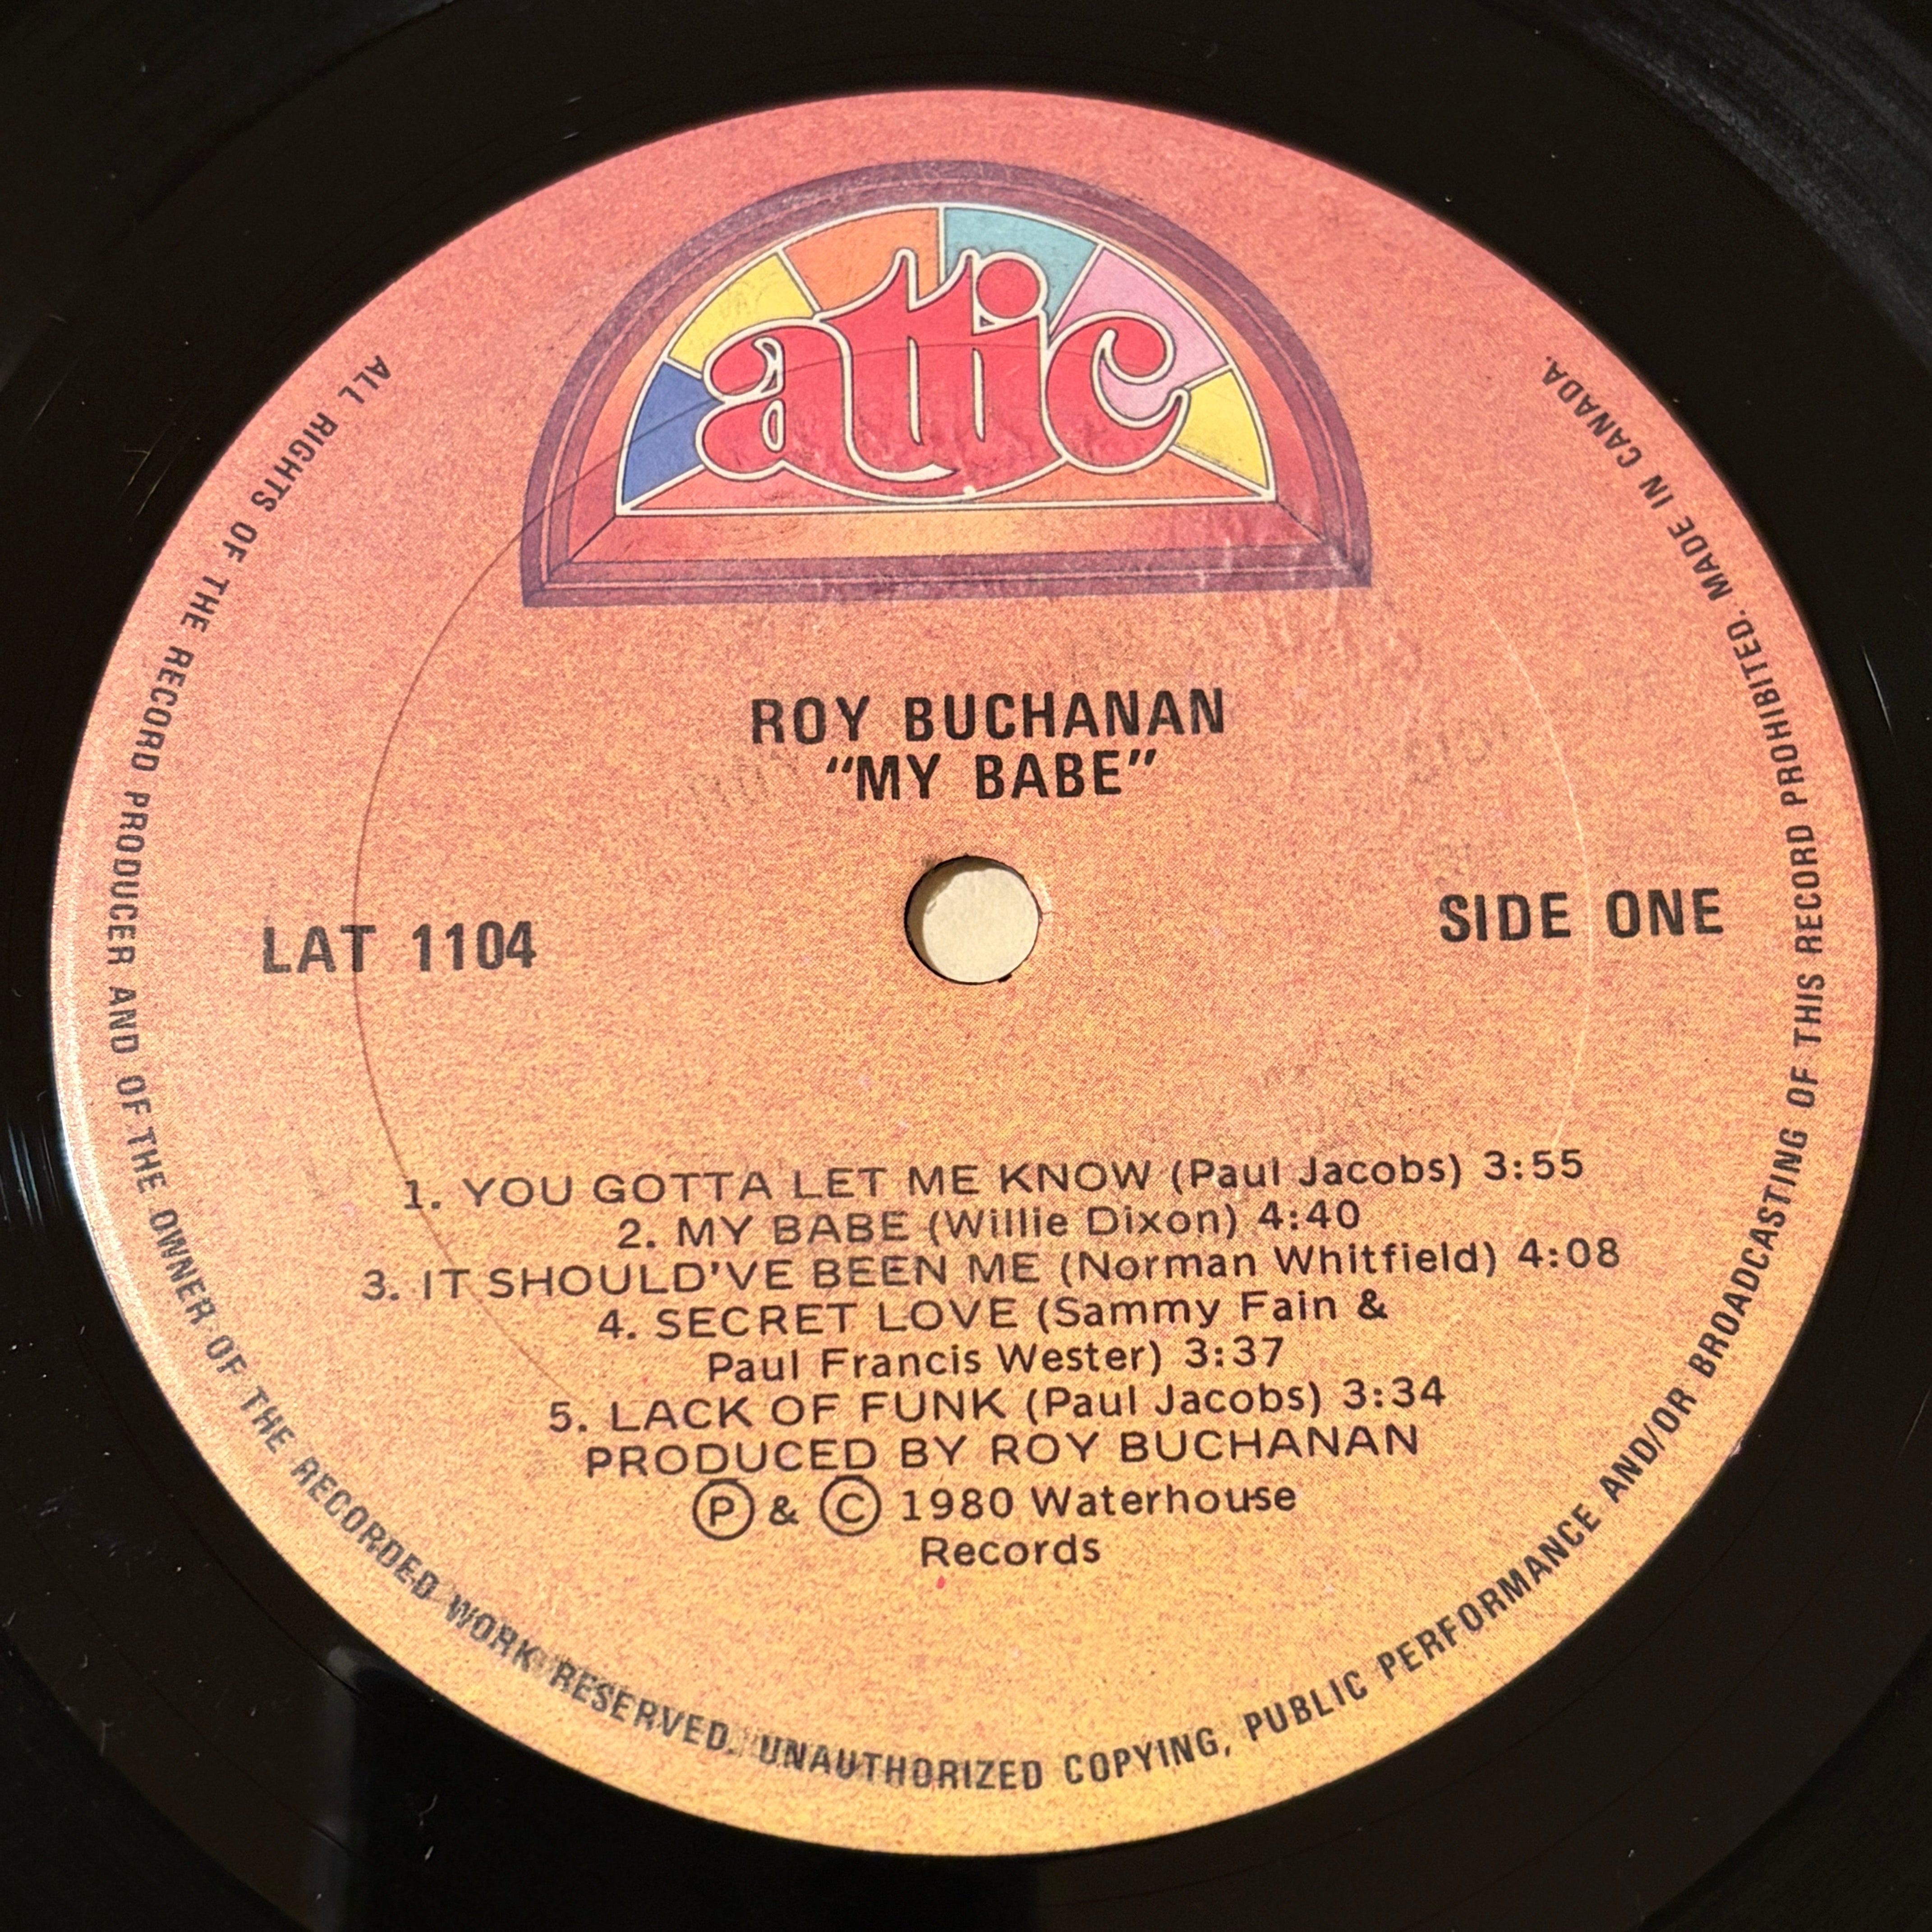 attic
ROY BUCHANAN
"MY BABE"
LAT 1104
SIDE ONE
1. YOU GOTTA LET ME KNOW (Paul Jacobs) 3:55
2. MY BABE (Willie Dixon) 4:40
3. IT SHOULD'VE BEEN ME (Norman Whitfield) 4:08
4. SECRET LOVE (Sammy Fain &
Paul Francis Wester) 3:37
5. LACK OF FUNK (Paul Jacobs) 3:34
PRODUCED BY ROY BUCHANAN
Ⓟ & © 1980 Waterhouse
Records
ALL RIGHTS OF THE RECORD PRODUCER AND OF THE OWNER OF THE RECORDED WORK RESERVED. UNAUTHORIZED COPYING, PUBLIC PERFORMANCE AND/OR BROADCASTING OF THIS RECORD PROHIBITED. MADE IN CANADA.